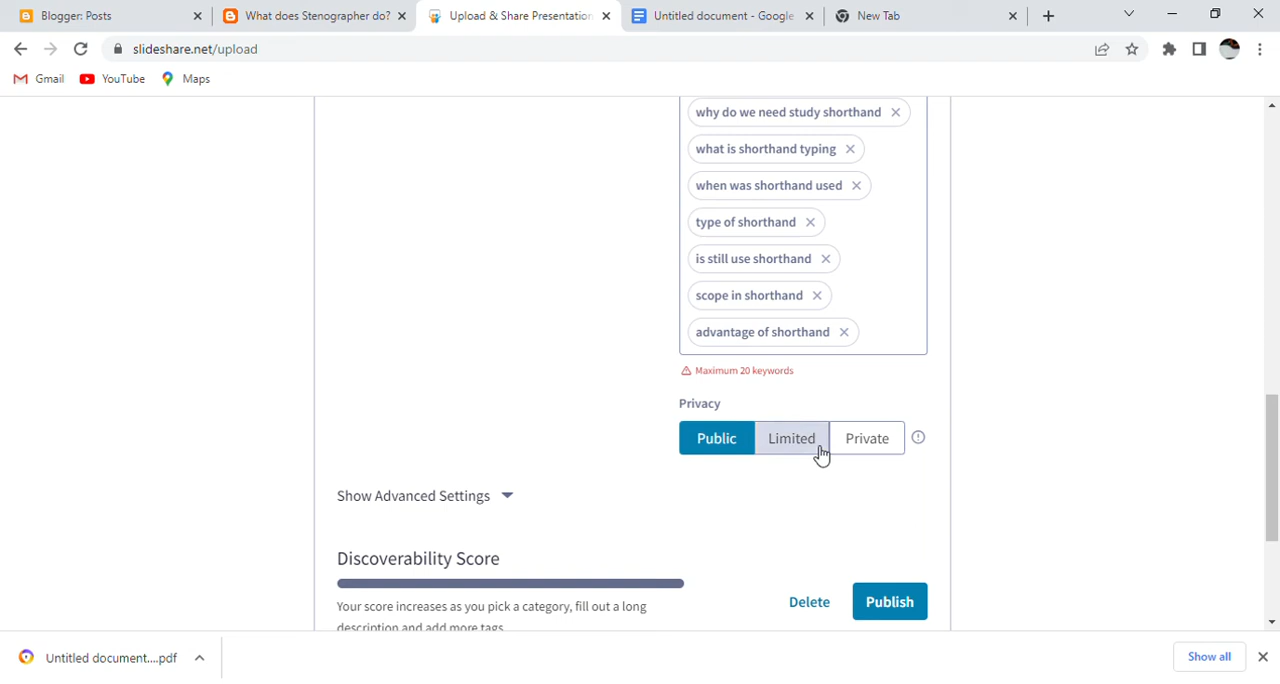 Blogger: Posts
What does Stenographer do?
Upload & Share Presentation
Untitled document - Google
New Tab
slideshare.net/upload
Gmail
YouTube
Maps
why do we need study shorthand
what is shorthand typing
when was shorthand used
type of shorthand
is still use shorthand
scope in shorthand
advantage of shorthand
Maximum 20 keywords
Privacy
Public
Limited
Private
Show Advanced Settings
Discoverability Score
Your score increases as you pick a category, fill out a long
description and add more tags
Delete
Publish
Untitled document....pdf
Show all